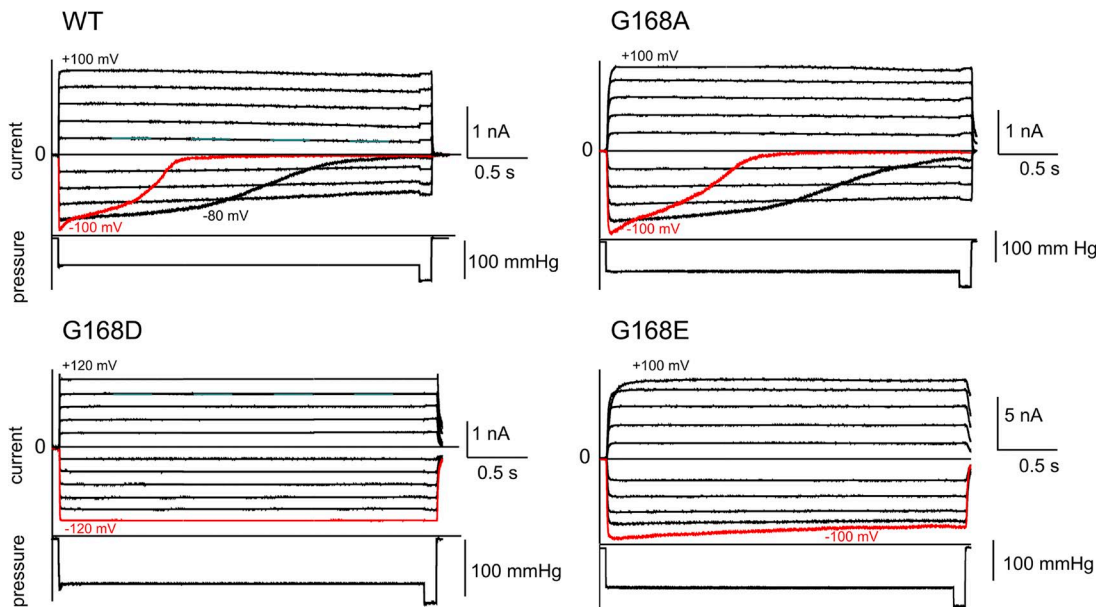 WT
+100 mV
current
0
1 nA
0.5 s
-80 mV
-100 mV
pressure
100 mmHg
G168A
+100 mV
0
1 nA
0.5 s
-100 mV
100 mm Hg
G168D
+120 mV
current
0
1 nA
0.5 s
-120 mV
pressure
100 mmHg
G168E
+100 mV
0
5 nA
0.5 s
-100 mV
100 mmHg